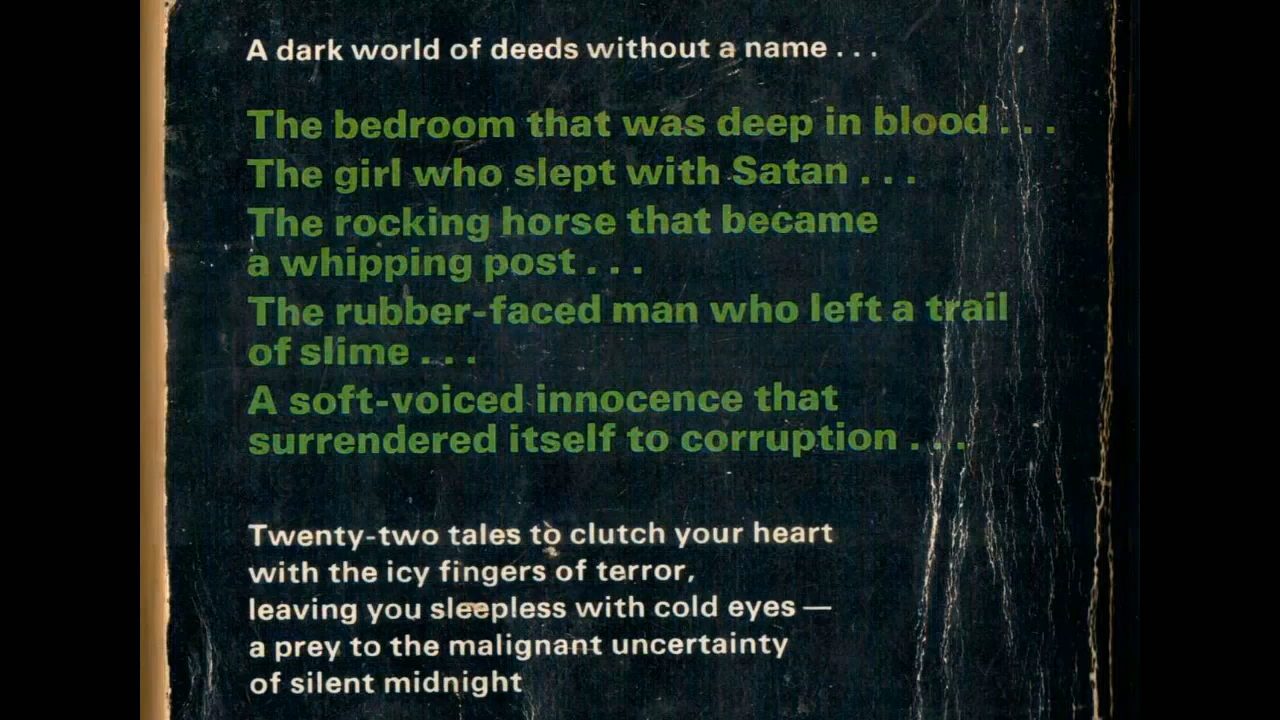 A dark world of deeds without a name . . .
The bedroom that was deep in blood . . .
The girl who slept with Satan . . .
The rocking horse that became
a whipping post . . .
The rubber-faced man who left a trail
of slime . . .
A soft-voiced innocence that
surrendered itself to corruption . . .
Twenty-two tales to clutch your heart
with the icy fingers of terror,
leaving you sleepless with cold eyes —
a prey to the malignant uncertainty
of silent midnight